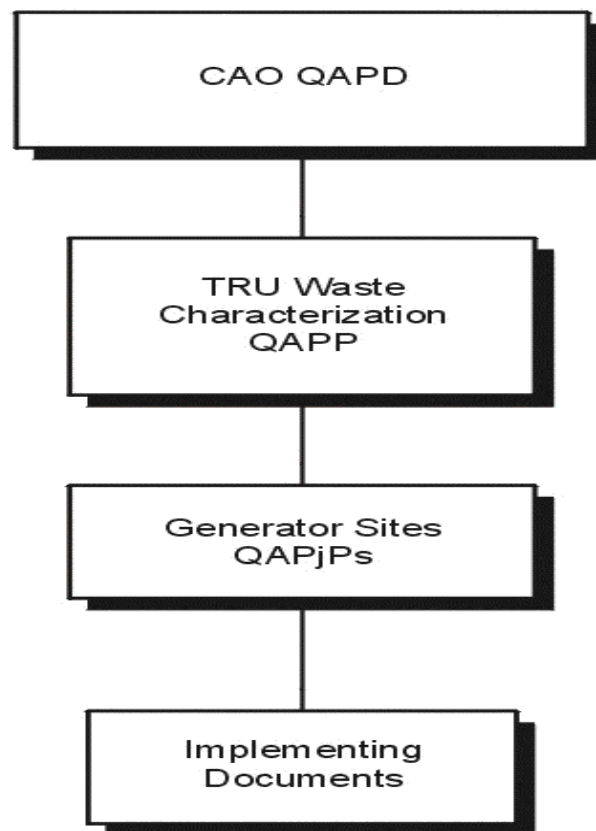 CAO QAPD
TRU Waste
Characterization
QAPP
Generator Sites
QAPjPs
Implementing
Documents